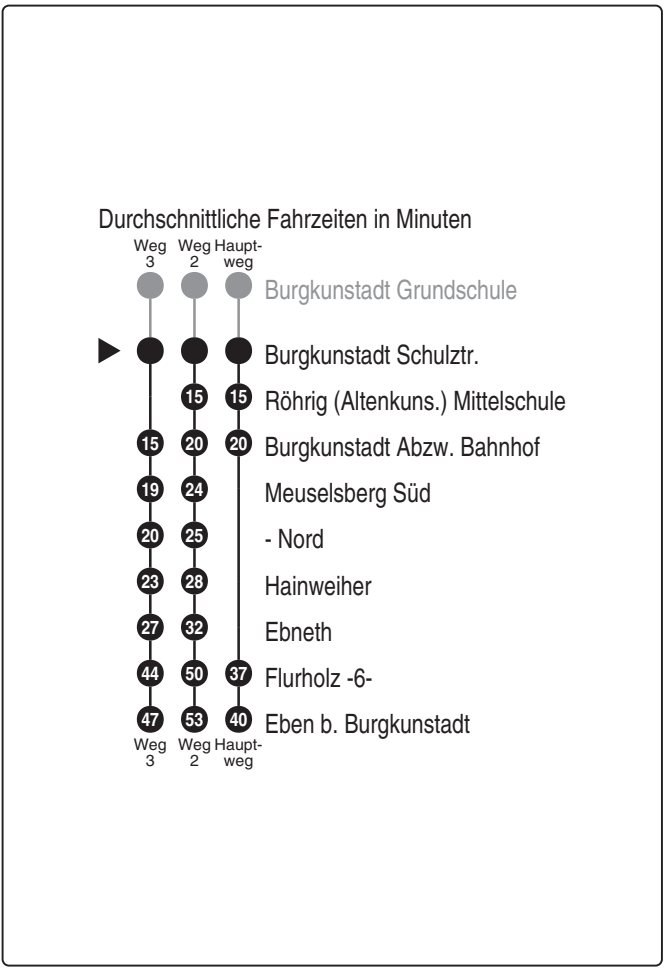 Durchschnittliche Fahrzeiten in Minuten
Weg Weg Haupt-
3 2 weg
Burgkunstadt Grundschule
Burgkunstadt Schulztr.
15 15 Röhrig (Altenkuns.) Mittelschule
15 20 20 Burgkunstadt Abzw. Bahnhof
19 24 Meuselsberg Süd
20 25 - Nord
23 28 Hainweiher
27 32 Ebneth
44 50 37 Flurholz -6-
47 53 40 Eben b. Burgkunstadt
Weg Weg Haupt-
3 2 weg